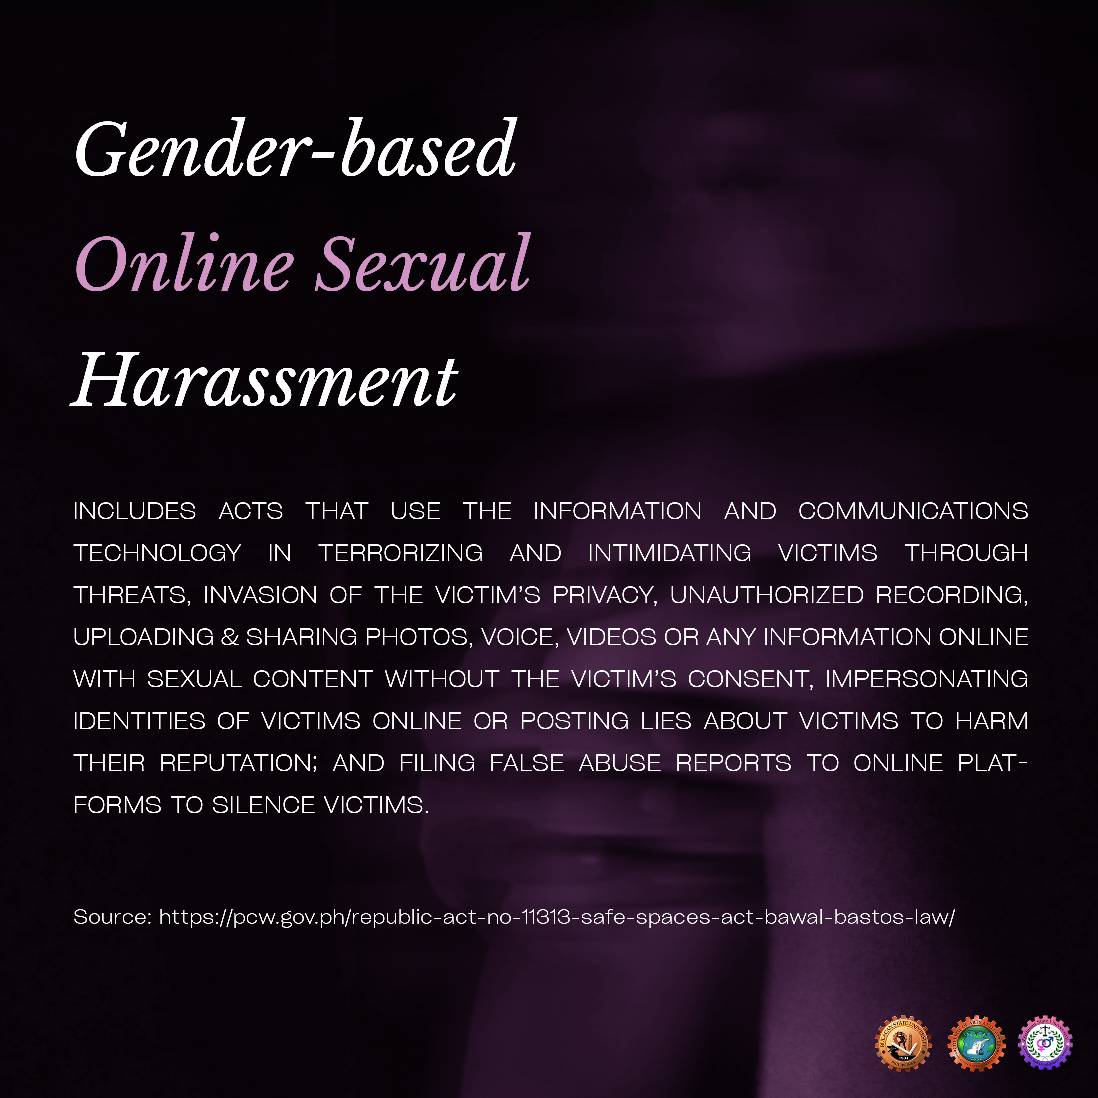 Gender-based
Online Sexual
Harassment
INCLUDES ACTS THAT USE THE INFORMATION AND COMMUNICATIONS
TECHNOLOGY IN TERRORIZING AND INTIMIDATING VICTIMS THROUGH
THREATS, INVASION OF THE VICTIM'S PRIVACY, UNAUTHORIZED RECORDING,
UPLOADING & SHARING PHOTOS, VOICE, VIDEOS OR ANY INFORMATION ONLINE
WITH SEXUAL CONTENT WITHOUT THE VICTIM'S CONSENT, IMPERSONATING
IDENTITIES OF VICTIMS ONLINE OR POSTING LIES ABOUT VICTIMS TO HARM
THEIR REPUTATION; AND FILING FALSE ABUSE REPORTS TO ONLINE PLAT-
FORMS TO SILENCE VICTIMS.
Source: https://pcw.gov.ph/republic-act-no-11313-safe-spaces-act-bawal-bastos-law/